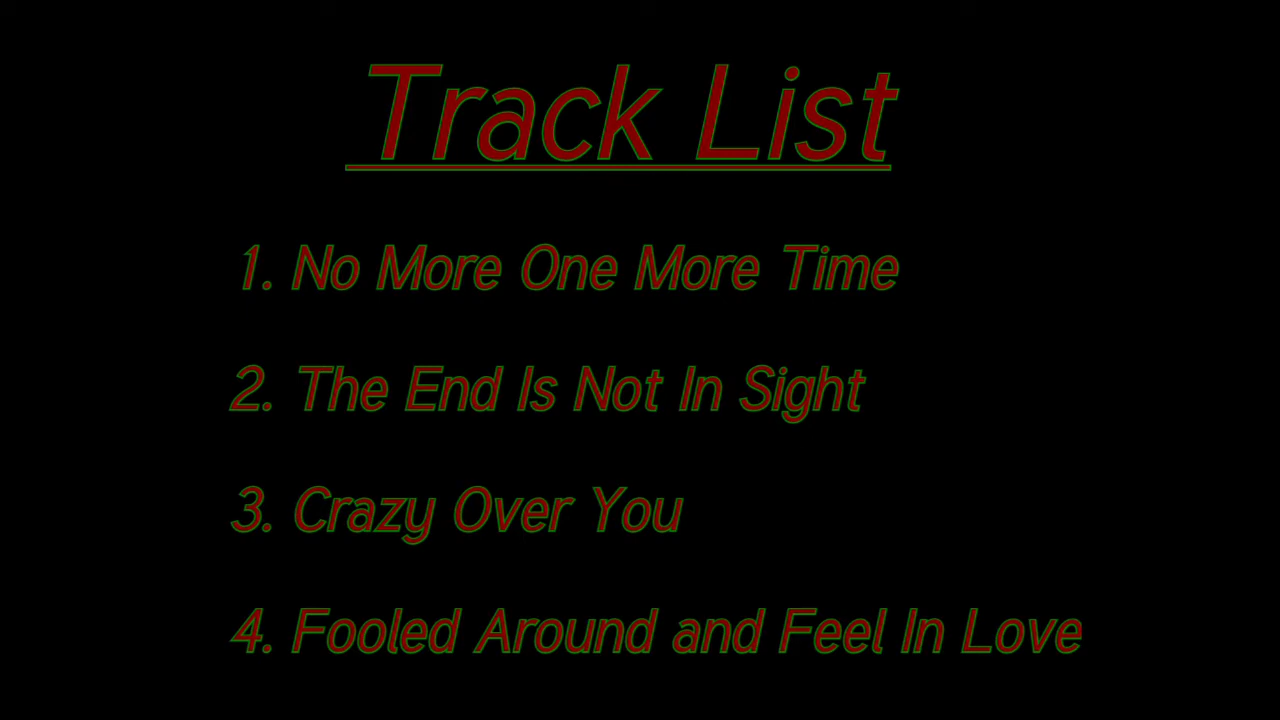 Track List
1. No More One More Time
2. The End Is Not In Sight
3. Crazy Over You
4. Fooled Around and Feel In Love